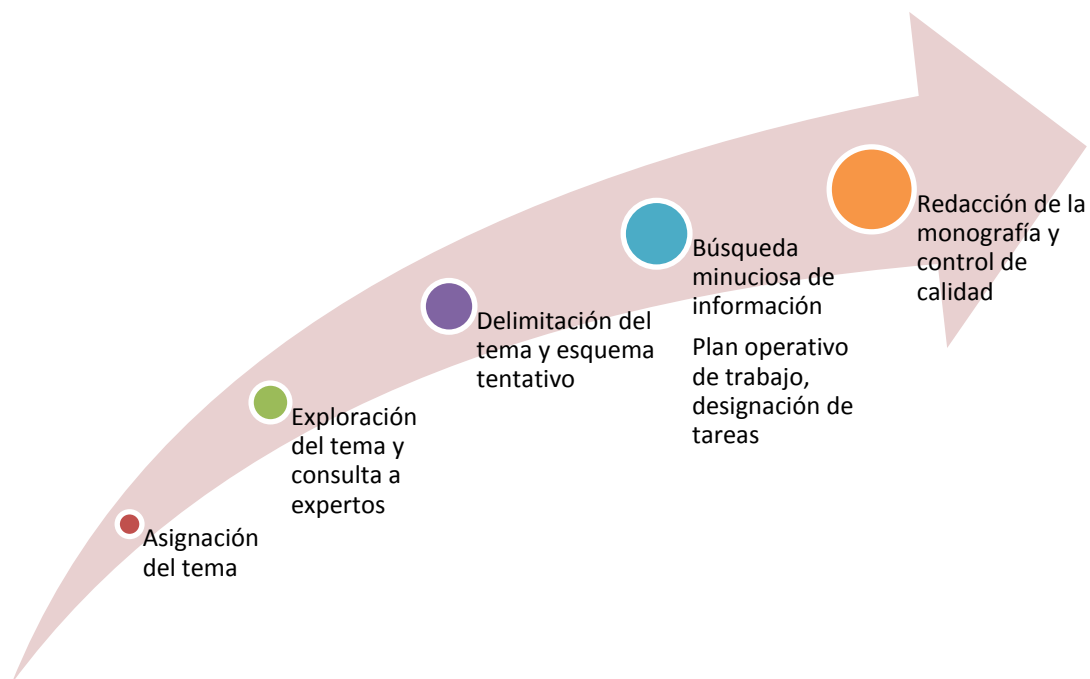 Asignación
del tema
Exploración
del tema y
consulta a
expertos
Delimitación del
tema y esquema
tentativo
Búsqueda
minuciosa de
información
Plan operativo
de trabajo,
designación de
tareas
Redacción de la
monografía y
control de
calidad